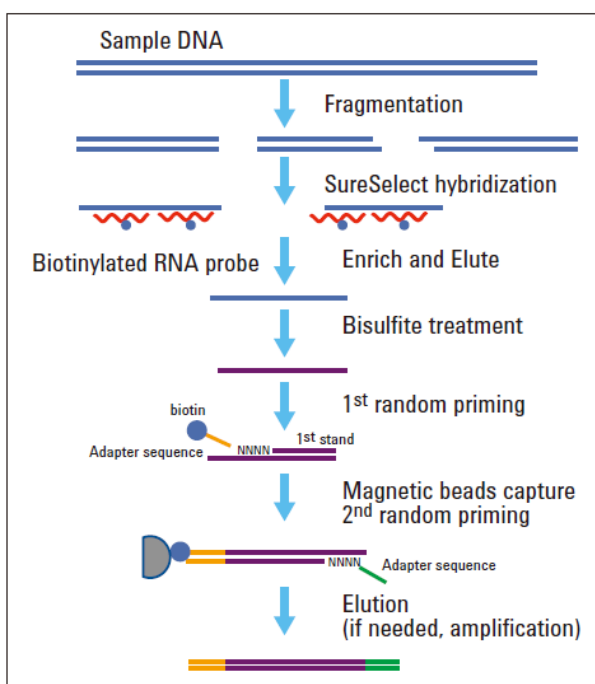 Sample DNA
Fragmentation
SureSelect hybridization
Biotinylated RNA probe
Enrich and Elute
Bisulfite treatment
1st random priming
biotin
1st stand
Adapter sequence
NNNN
Magnetic beads capture
2nd random priming
NNNN
Adapter sequence
Elution
(if needed, amplification)